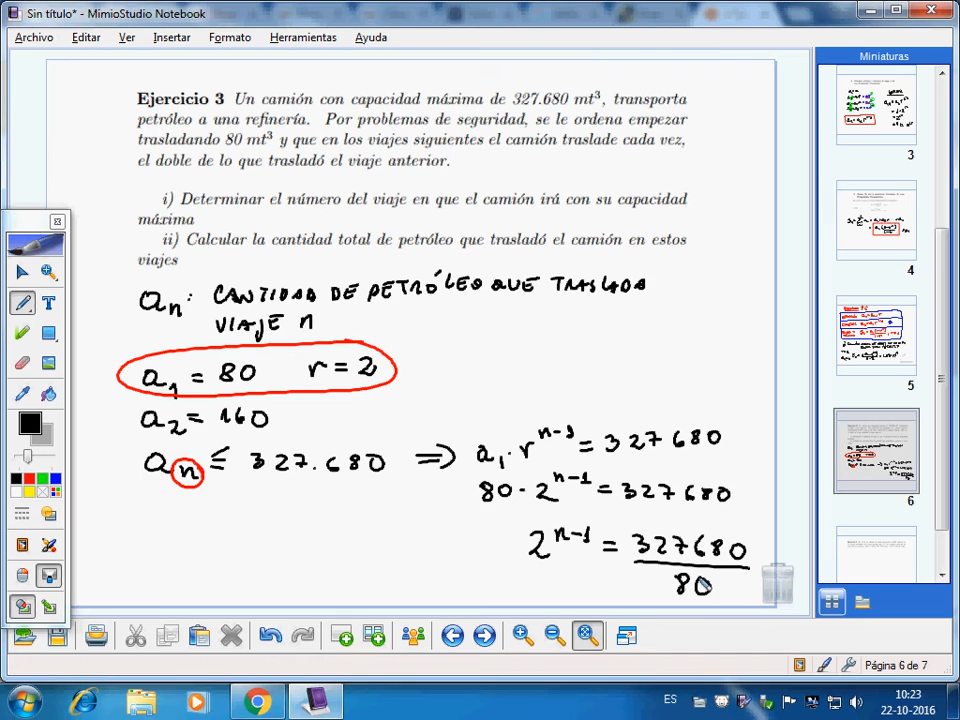 Sin título* - MimioStudio Notebook
Archivo Editar Ver Insertar Formato Herramientas Ayuda
Ejercicio 3 Un camión con capacidad máxima de 327.680 mt³, transporta
petróleo a una refinería. Por problemas de seguridad, se le ordena empezar
trasladando 80 mt³ y que en los viajes siguientes el camión traslade cada vez,
el doble de lo que trasladó el viaje anterior.
i) Determinar el número del viaje en que el camión irá con su capacidad
máxima
ii) Calcular la cantidad total de petróleo que trasladó el camión en estos
viajes
aₙ: CANTIDAD DE PETRÓLEO QUE TRASLADA
VIAJE n
a₁ = 80 r = 2
a₂ = 160
aₙ ≤ 327.680 ⇒ a₁ · rⁿ⁻¹ = 327680
80 · 2ⁿ⁻¹ = 327680
2ⁿ⁻¹ = 327680
80
Miniaturas
3
4
5
6
Página 6 de 7
ES
10:23
22-10-2016